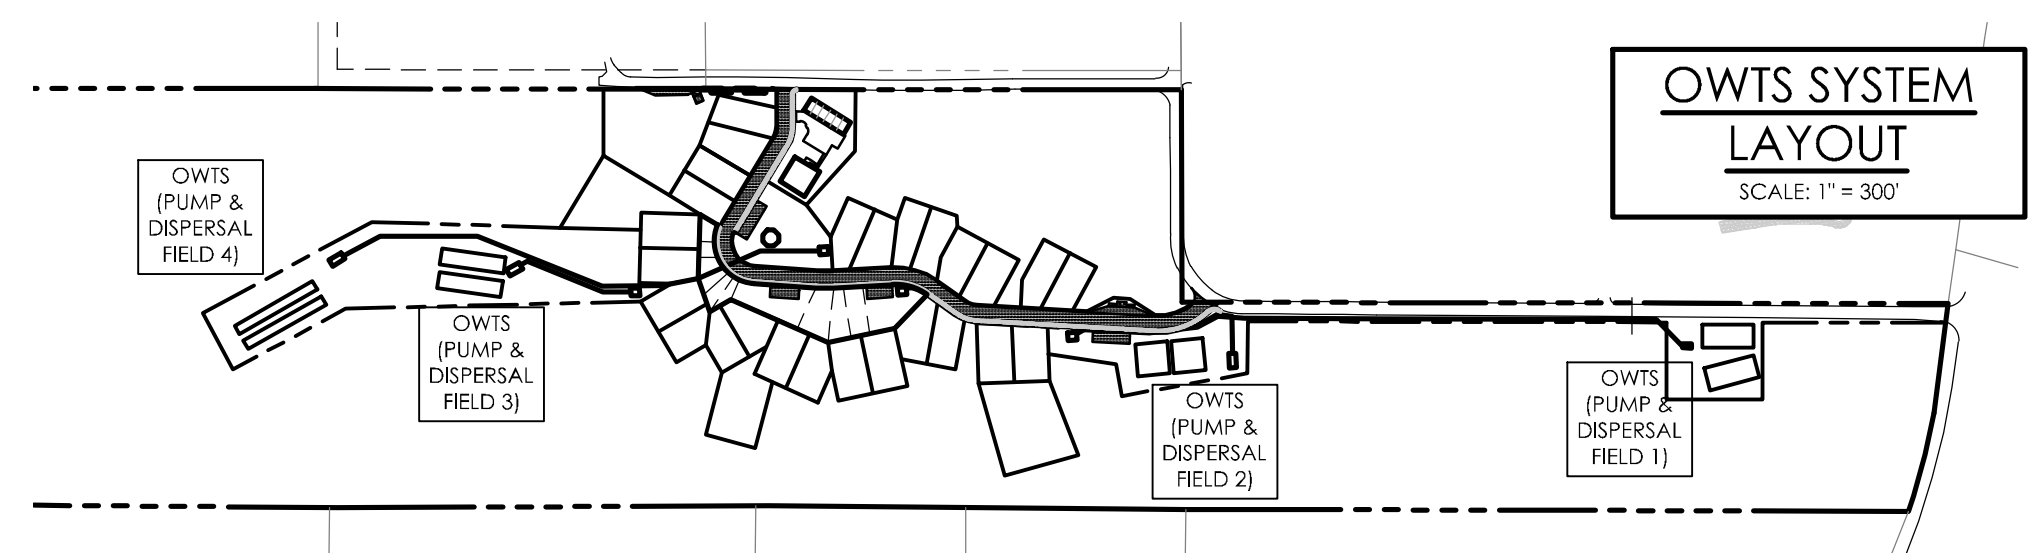 OWTS SYSTEM
LAYOUT
SCALE: 1" = 300'
OWTS
(PUMP &
DISPERSAL
FIELD 4)
OWTS
(PUMP &
DISPERSAL
FIELD 3)
OWTS
(PUMP &
DISPERSAL
FIELD 2)
OWTS
(PUMP &
DISPERSAL
FIELD 1)